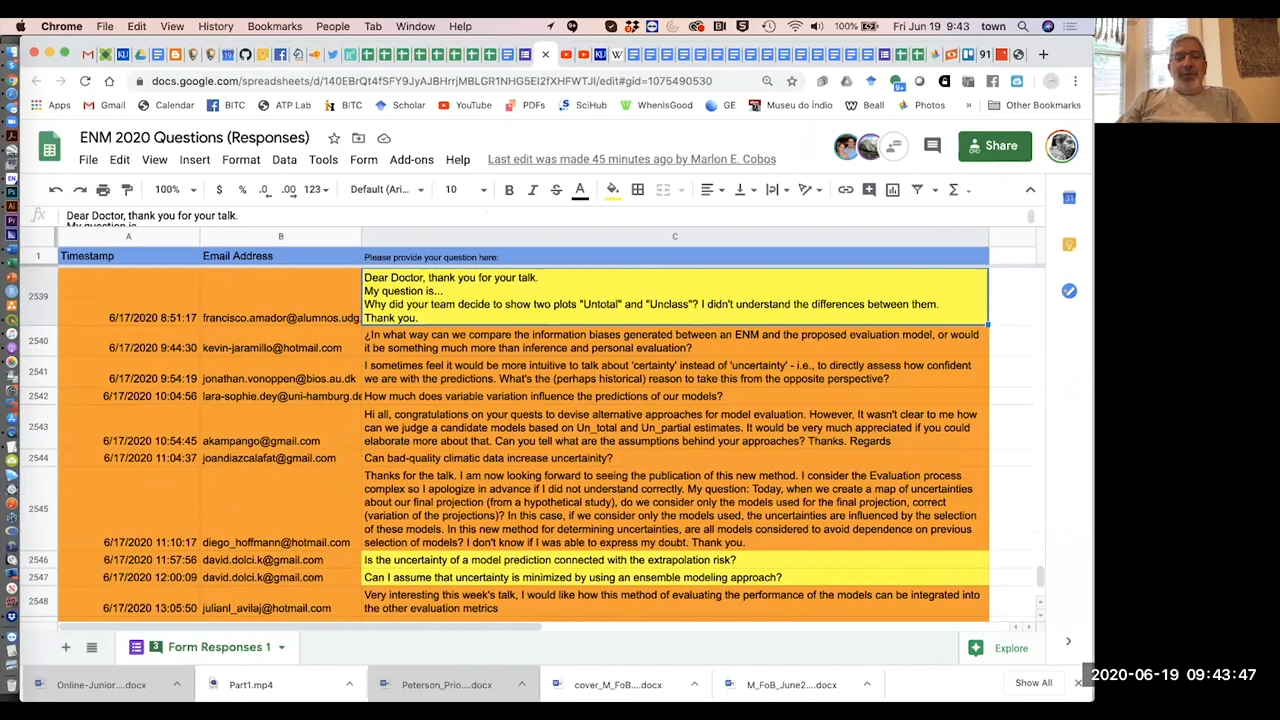 Chrome File Edit View History Bookmarks People Tab Window Help 100% Fri Jun 19 9:43 town
docs.google.com/spreadsheets/d/140EBrQt4fSFY9JyAJBHrrjMBLGR1NHG5EI2fXHFWTJI/edit#gid=1075490530
Apps Gmail Calendar BITC ATP Lab BITC Scholar YouTube PDFs SciHub WhenIsGood GE Museu do Índio Beall Photos » Other Bookmarks
ENM 2020 Questions (Responses)
File Edit View Insert Format Data Tools Form Add-ons Help Last edit was made 45 minutes ago by Marlon E. Cobos
Share
100% $ % .0 .00 123 Default (Ari... 10 B I S A
fx Dear Doctor, thank you for your talk.
A B C
1 Timestamp Email Address Please provide your question here:
Dear Doctor, thank you for your talk.
My question is...
Why did your team decide to show two plots "Untotal" and "Unclass"? I didn't understand the differences between them.
2539 6/17/2020 8:51:17 francisco.amador@alumnos.udg. Thank you.
¿In what way can we compare the information biases generated between an ENM and the proposed evaluation model, or would
2540 6/17/2020 9:44:30 kevin-jaramillo@hotmail.com it be something much more than inference and personal evaluation?
I sometimes feel it would be more intuitive to talk about 'certainty' instead of 'uncertainty' - i.e., to directly assess how confident
2541 6/17/2020 9:54:19 jonathan.vonoppen@bios.au.dk we are with the predictions. What's the (perhaps historical) reason to take this from the opposite perspective?
2542 6/17/2020 10:04:56 lara-sophie.dey@uni-hamburg.de How much does variable variation influence the predictions of our models?
Hi all, congratulations on your quests to devise alternative approaches for model evaluation. However, It wasn't clear to me how
can we judge a candidate models based on Un_total and Un_partial estimates. It would be very much appreciated if you could
2543 6/17/2020 10:54:45 akampango@gmail.com elaborate more about that. Can you tell what are the assumptions behind your approaches? Thanks. Regards
2544 6/17/2020 11:04:37 joandiazcalafat@gmail.com Can bad-quality climatic data increase uncertainity?
Thanks for the talk. I am now looking forward to seeing the publication of this new method. I consider the Evaluation process
complex so I apologize in advance if I did not understand correctly. My question: Today, when we create a map of uncertainties
about our final projection (from a hypothetical study), do we consider only the models used for the final projection, correct
(variation of the projections)? In this case, if we consider only the models used, the uncertainties are influenced by the selection
of these models. In this new method for determining uncertainties, are all models considered to avoid dependence on previous
2545 6/17/2020 11:10:17 diego_hoffmann@hotmail.com selection of models? I don't know if I was able to express my doubt. Thank you.
2546 6/17/2020 11:57:56 david.dolci.k@gmail.com Is the uncertainty of a model prediction connected with the extrapolation risk?
2547 6/17/2020 12:00:09 david.dolci.k@gmail.com Can I assume that uncertainty is minimized by using an ensemble modeling approach?
Very interesting this week's talk, I would like how this method of evaluating the performance of the models can be integrated into
2548 6/17/2020 13:05:50 julianl_avilaj@hotmail.com the other evaluation metrics
3 Form Responses 1 Explore
Online-Junior....docx Part1.mp4 Peterson_Prio....docx cover_M_FoB.docx M_FoB_June2....docx Show All
2020-06-19 09:43:47